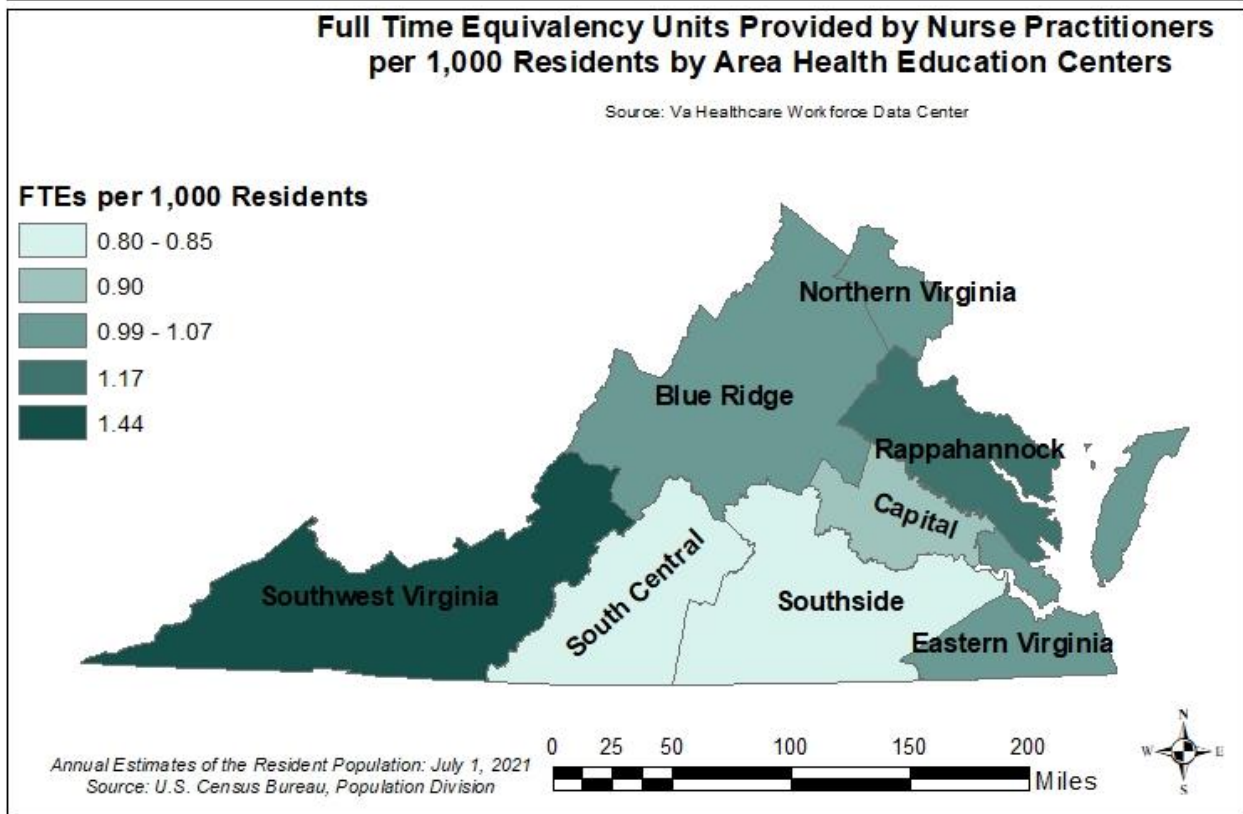 Full Time Equivalency Units Provided by Nurse Practitioners
per 1,000 Residents by Area Health Education Centers
Source: Va Healthcare Workforce Data Center
FTEs per 1,000 Residents
0.80 - 0.85
0.90
0.99 - 1.07
1.17
1.44
Northern Virginia
Blue Ridge
Rappahannock
Capital
South Central
Southwest Virginia
Southside
Eastern Virginia
Annual Estimates of the Resident Population: July 1, 2021
Source: U.S. Census Bureau, Population Division
0 25 50 100 150 200
Miles
N
W E
S